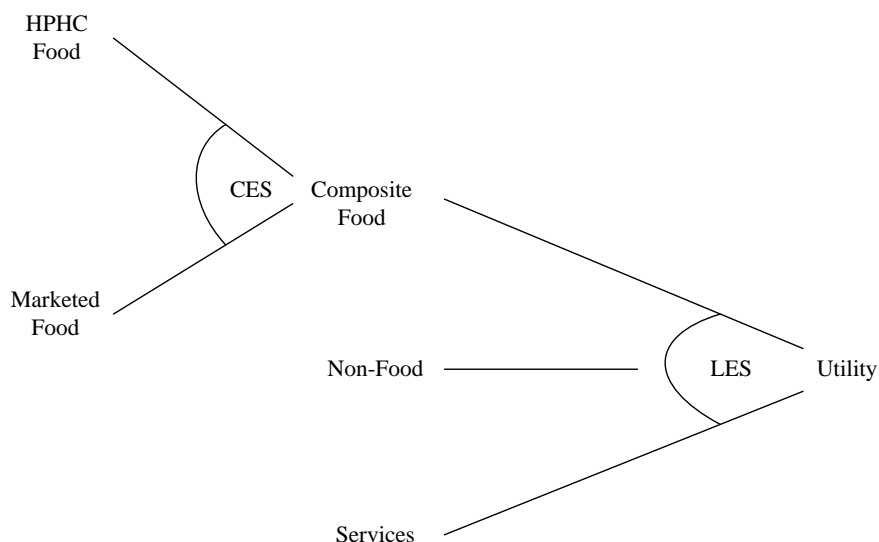 HPHC
Food
CES
Composite
Food
Marketed
Food
Non-Food
LES
Utility
Services